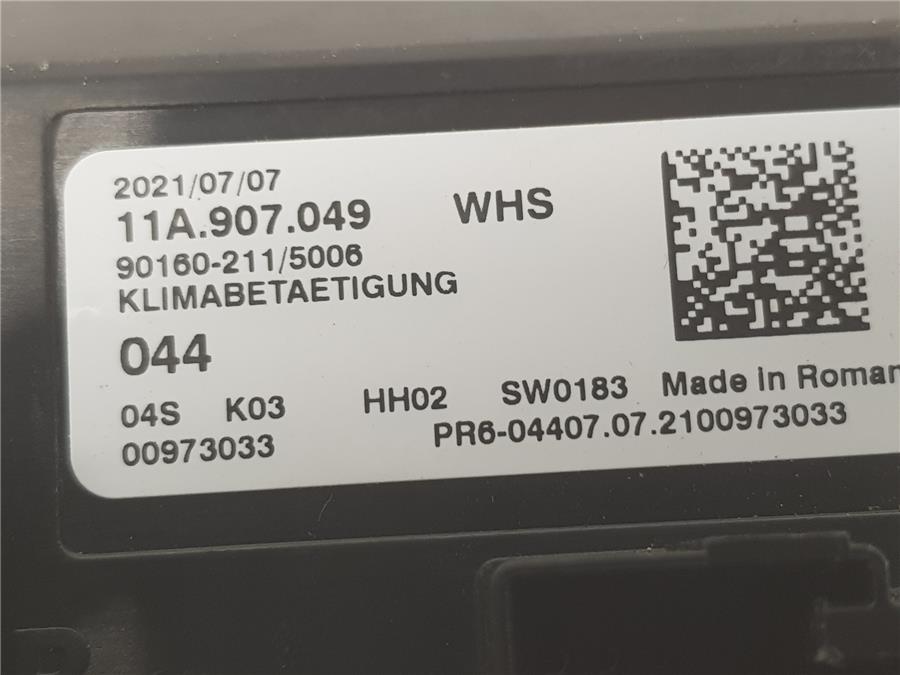 2021/07/07
11A.907.049 WHS
90160-211/5006
KLIMABETAETIGUNG
044
04S K03 HH02 SW0183 Made in Roman
00973033 PR6-04407.07.2100973033